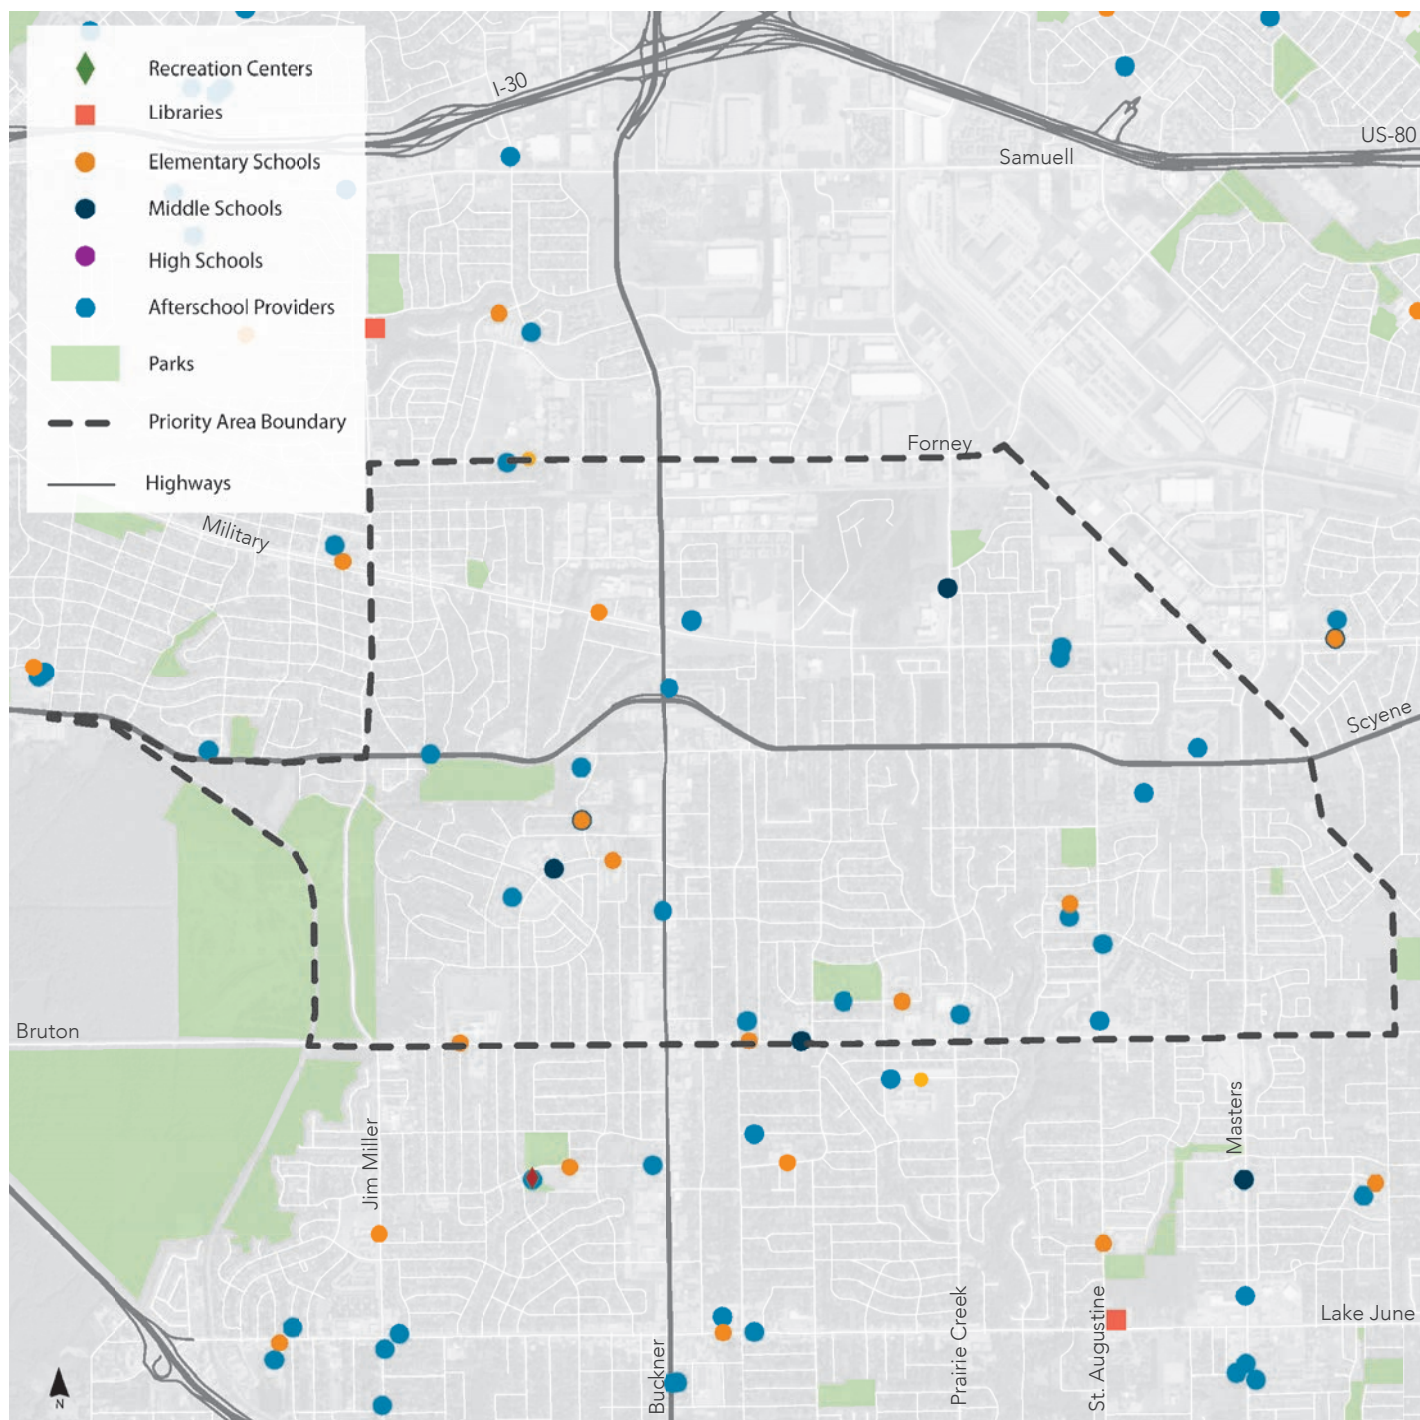 Recreation Centers
Libraries
Elementary Schools
Middle Schools
High Schools
Afterschool Providers
Parks
Priority Area Boundary
Highways
I-30
US-80
Samuell
Forney
Military
Scyene
Bruton
Jim Miller
Masters
Buckner
Prairie Creek
St. Augustine
Lake June
N